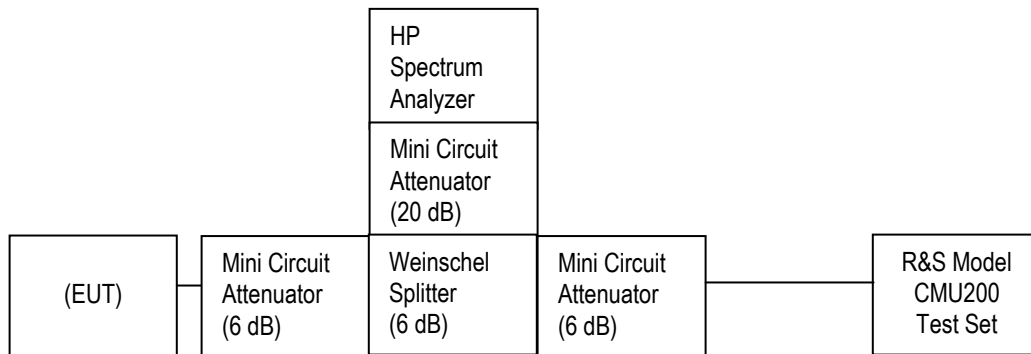 HP
Spectrum
Analyzer
Mini Circuit
Attenuator
(20 dB)
(EUT)
Mini Circuit
Attenuator
(6 dB)
Weinschel
Splitter
(6 dB)
Mini Circuit
Attenuator
(6 dB)
R&S Model
CMU200
Test Set